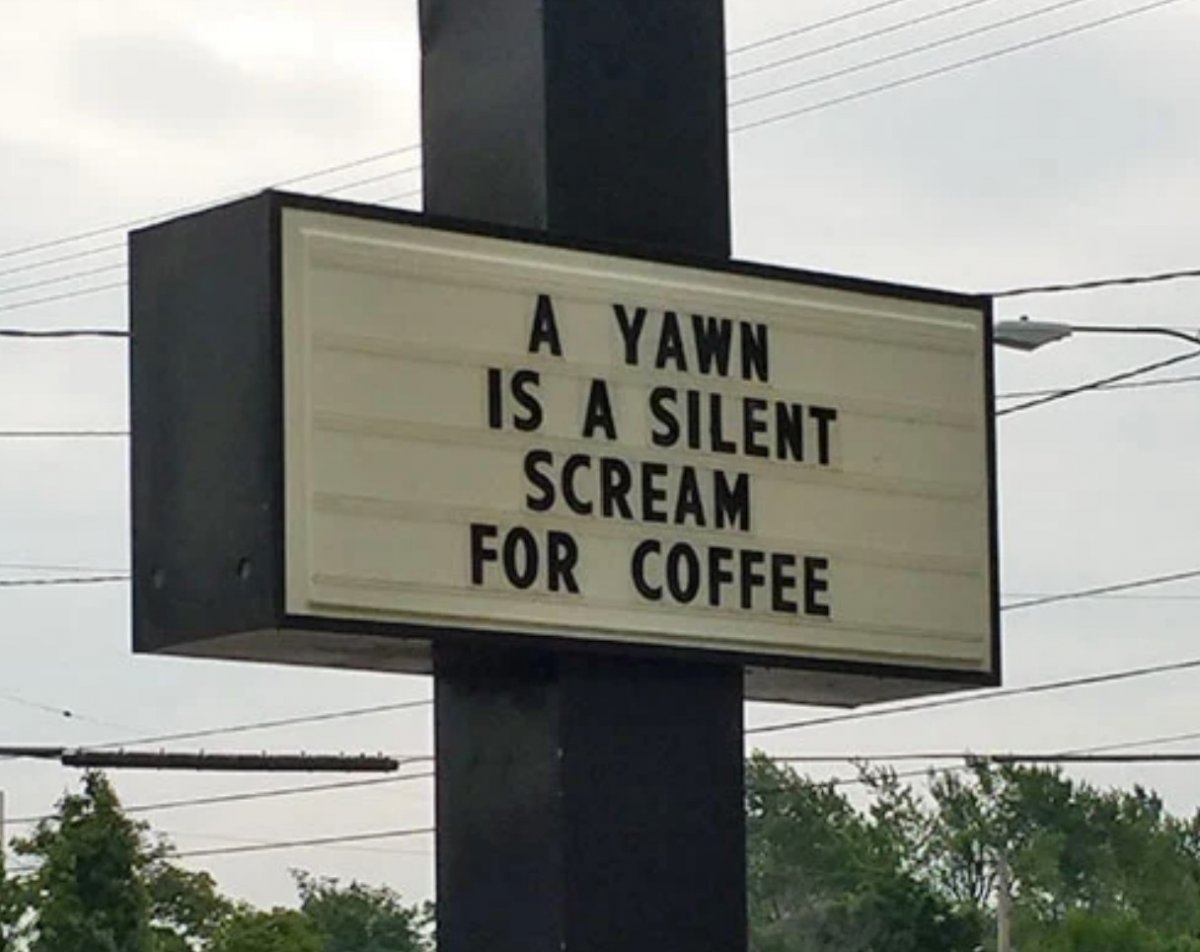 A YAWN
IS A SILENT
SCREAM
FOR COFFEE